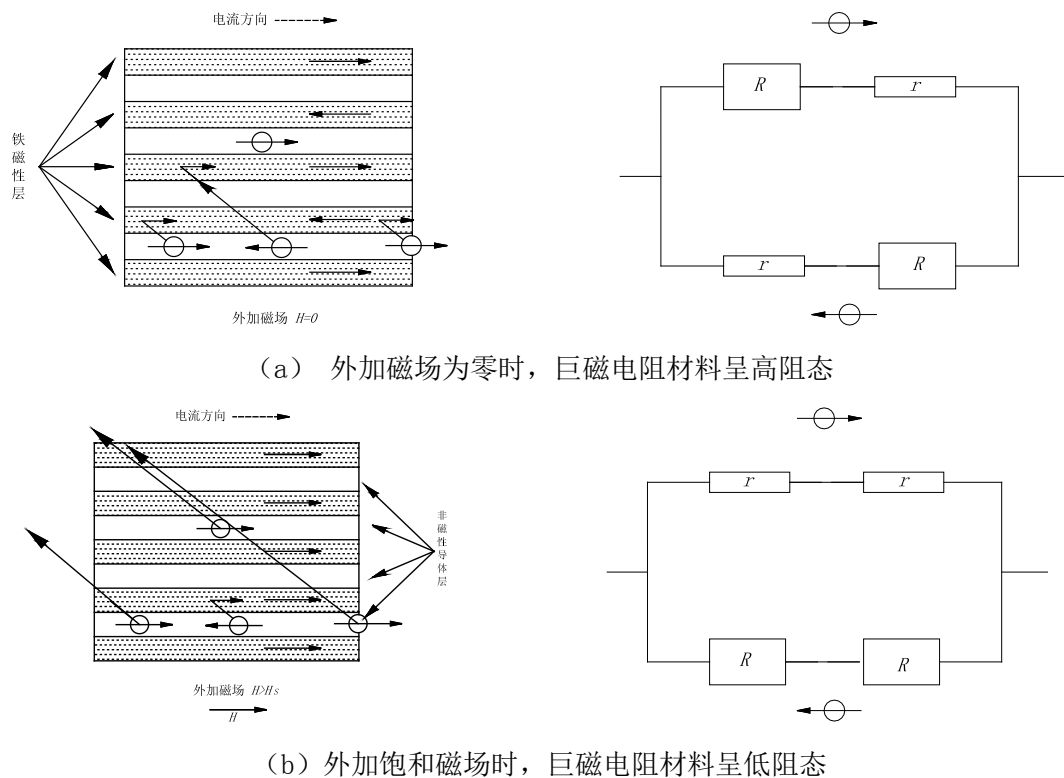 电流方向
铁磁性层
R
r
r
R
外加磁场 H=0
（a） 外加磁场为零时，巨磁电阻材料呈高阻态
电流方向
非磁性导体层
r
r
R
R
外加磁场 H>Hs
H
（b）外加饱和磁场时，巨磁电阻材料呈低阻态